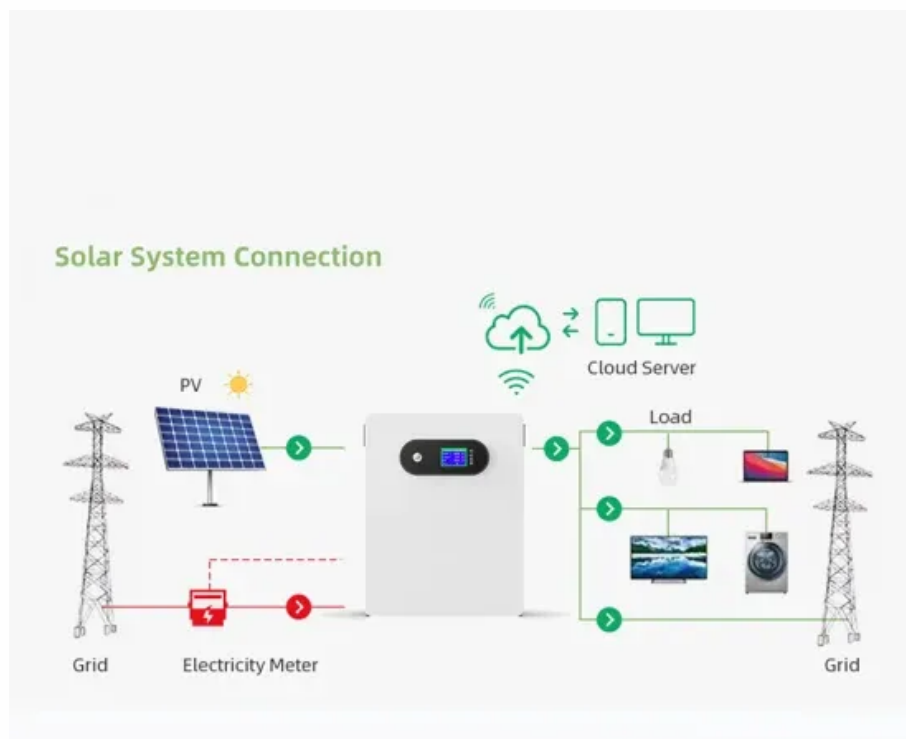 Solar System Connection
Cloud Server
PV
Load
Grid
Electricity Meter
Grid